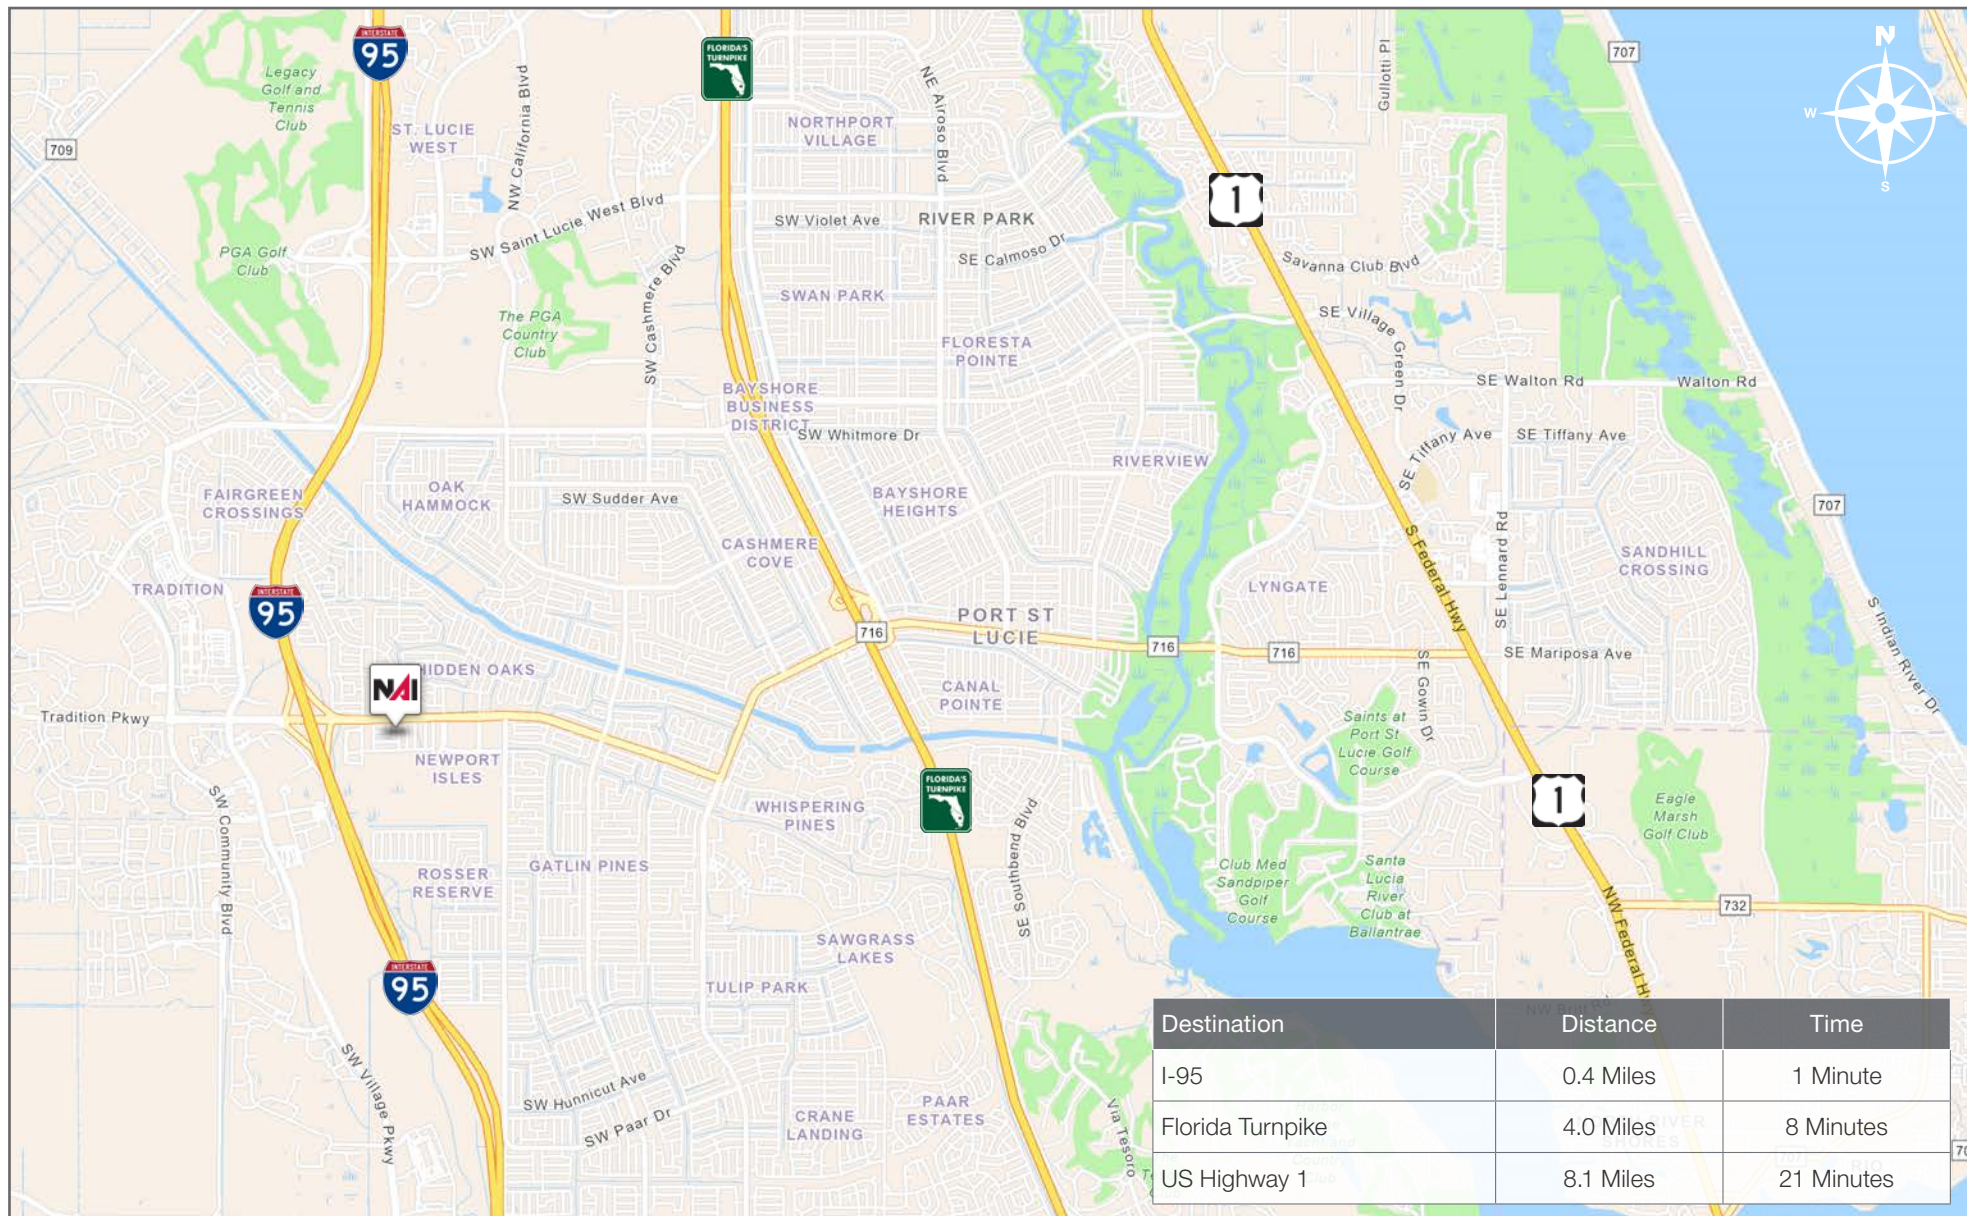 INTERSTATE
95
FLORIDA'S
TURNPIKE
N
W
E
S
707
Legacy
Golf and
Tennis
Club
ST. LUCIE
WEST
NW California Blvd
NORTHPORT
VILLAGE
NE Airoso Blvd
Gullotti Pl
709
1
SW Saint Lucie West Blvd
SW Violet Ave
RIVER PARK
SE Calmoso Dr
Savanna Club Blvd
PGA Golf
Club
SW Cashmere Blvd
SWAN PARK
SE Village Green Dr
The PGA
Country
Club
FLORESTA
POINTE
BAYSHORE
BUSINESS
DISTRICT
SE Walton Rd
Walton Rd
SW Whitmore Dr
SE Tiffany Ave
SE Tiffany Ave
RIVERVIEW
FAIRGREEN
CROSSINGS
OAK
HAMMOCK
SW Sudder Ave
BAYSHORE
HEIGHTS
707
S Federal Hwy
SE Lennard Rd
CASHMERE
COVE
SANDHILL
CROSSING
TRADITION
LYNGATE
INTERSTATE
95
S Indian River Dr
PORT ST
LUCIE
716
716
716
SE Mariposa Ave
NAI
HIDDEN OAKS
SE Gowin Dr
CANAL
POINTE
Tradition Pkwy
Saints at
Port St
Lucie Golf
Course
NEWPORT
ISLES
FLORIDA'S
TURNPIKE
1
SW Community Blvd
WHISPERING
PINES
SE Southbend Blvd
Eagle
Marsh
Golf Club
ROSSER
RESERVE
GATLIN PINES
Club Med
Sandpiper
Golf
Course
Santa
Lucia
River
Club at
Ballantrae
NW Federal Hwy
732
SAWGRASS
LAKES
INTERSTATE
95
TULIP PARK
SW Village Pkwy
SW Hunnicut Ave
SW Paar Dr
CRANE
LANDING
PAAR
ESTATES
Via Tesoro
Destination Distance Time
I-95 0.4 Miles 1 Minute
Florida Turnpike 4.0 Miles 8 Minutes
US Highway 1 8.1 Miles 21 Minutes